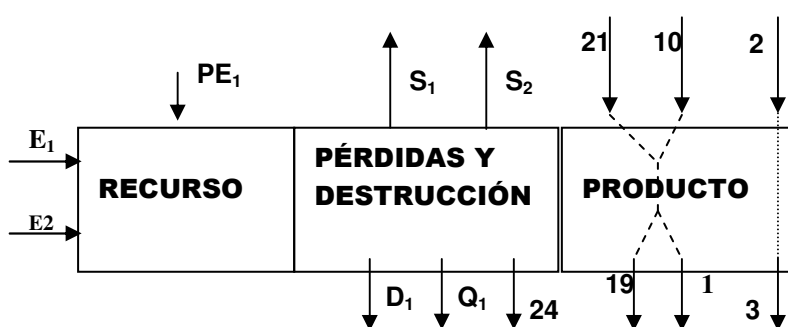 21 10 2
PE₁
S₁ S₂
E₁
RECURSO
PÉRDIDAS Y
DESTRUCCIÓN
PRODUCTO
E2
D₁ Q₁ 24
19 1 3